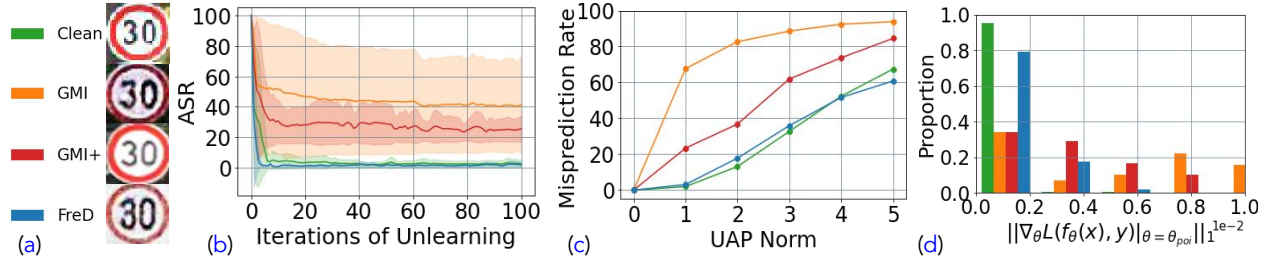 Clean
GMI
GMI+
FreD
30
30
30
30
(a)
100
80
60
40
20
0
ASR
0 20 40 60 80 100
Iterations of Unlearning
(b)
100
80
60
40
20
0
Misprediction Rate
0 1 2 3 4 5
UAP Norm
(c)
1.0
0.8
0.6
0.4
0.2
0.0
Proportion
0.0 0.2 0.4 0.6 0.8 1.0
1e−2
||∇θL(fθ(x), y)|θ=θpoi||1
(d)